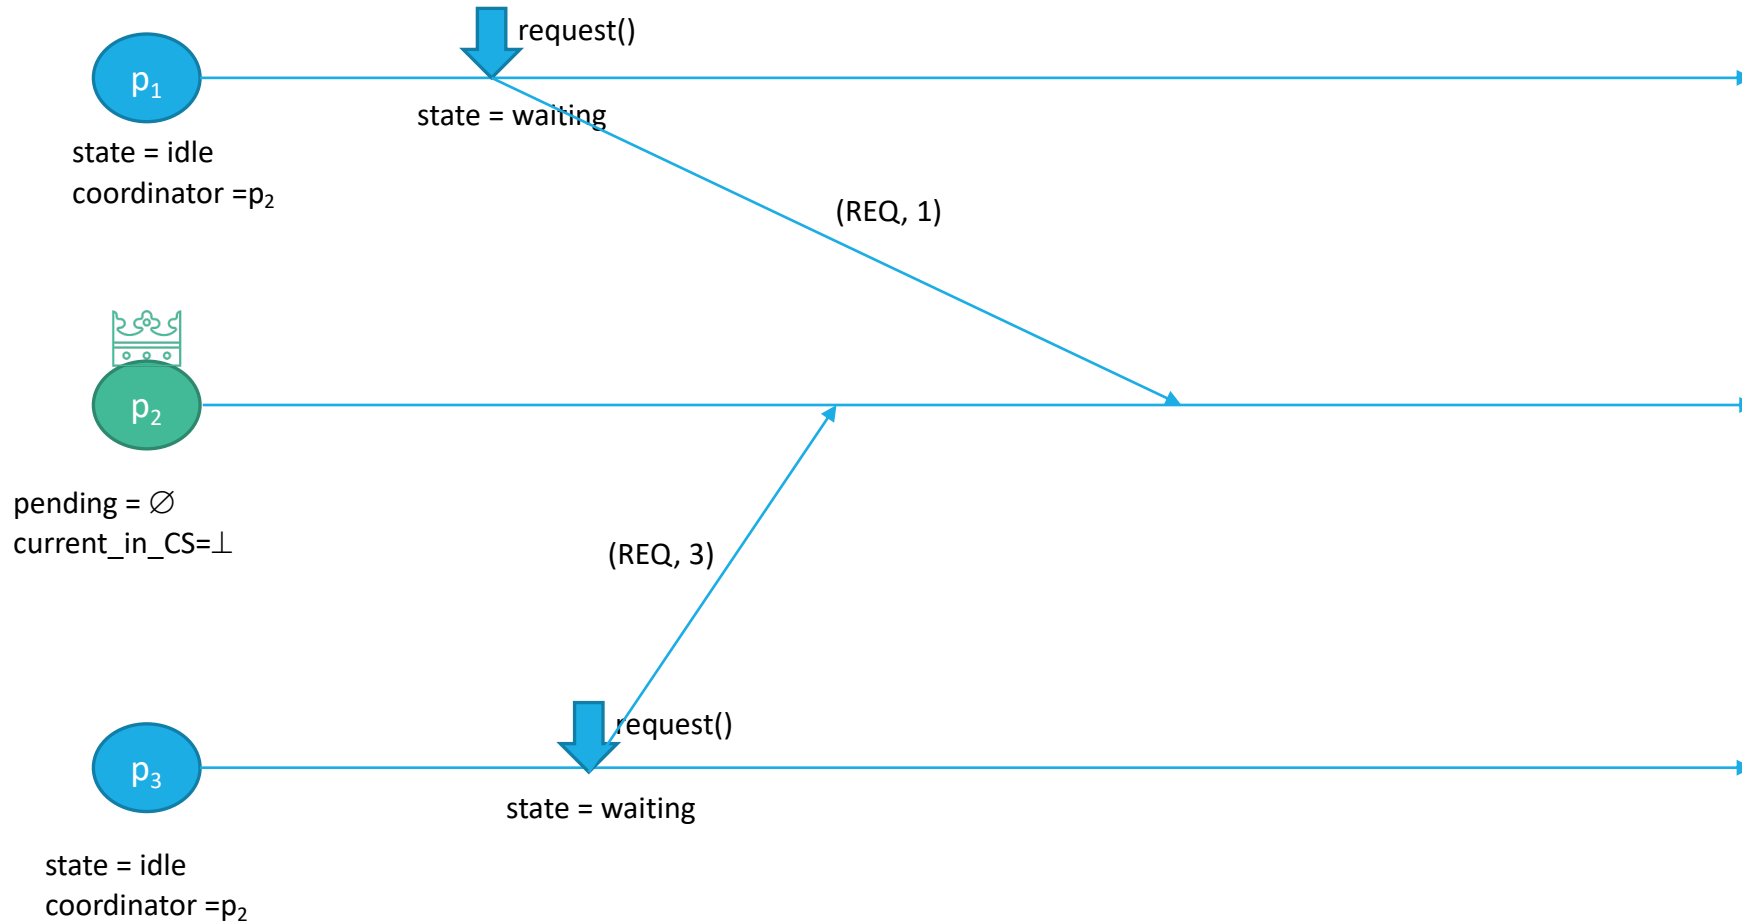 request()
p₁
state = waiting
state = idle
coordinator =p₂
(REQ, 1)
p₂
pending = ∅
current_in_CS=⊥
(REQ, 3)
request()
p₃
state = waiting
state = idle
coordinator =p₂